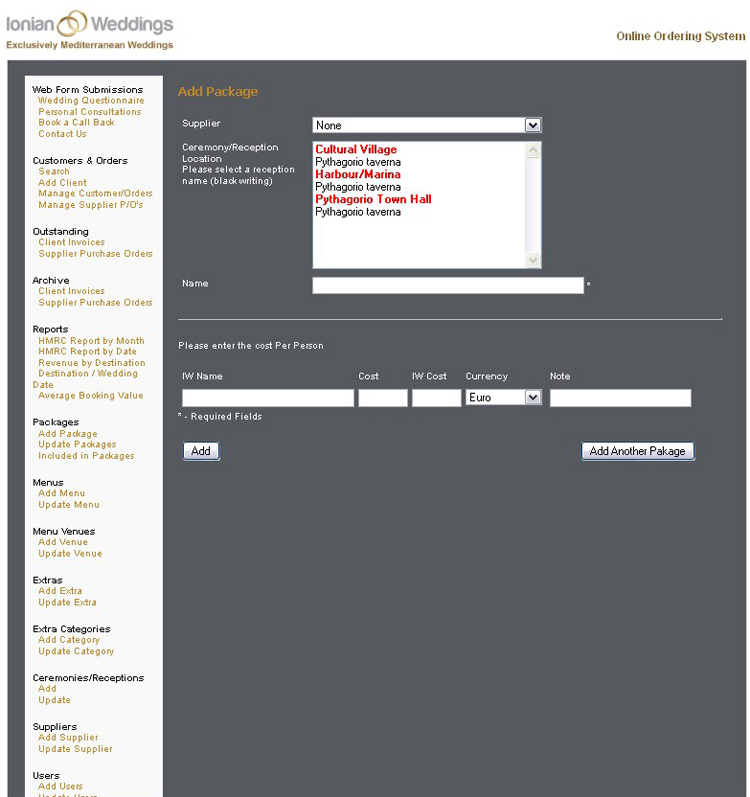 Ionian Weddings
Exclusively Mediterranean Weddings
Online Ordering System
Web Form Submissions
Wedding Questionnaire
Personal Consultations
Book a Call Back
Contact Us
Customers & Orders
Search
Add Client
Manage Customer/Orders
Manage Supplier P/O's
Outstanding
Client Invoices
Supplier Purchase Orders
Archive
Client Invoices
Supplier Purchase Orders
Reports
HMRC Report by Month
HMRC Report by Date
Revenue by Destination
Destination / Wedding
Date
Average Booking Value
Packages
Add Package
Update Packages
Included in Packages
Menus
Add Menu
Update Menu
Menu Venues
Add Venue
Update Venue
Extras
Add Extra
Update Extra
Extra Categories
Add Category
Update Category
Ceremonies/Receptions
Add
Update
Suppliers
Add Supplier
Update Supplier
Users
Add Users
Update Users
Add Package
Supplier
None
Ceremony/Reception
Location
Please select a reception
name (black writing)
Cultural Village
Pythagorio taverna
Harbour/Marina
Pythagorio taverna
Pythagorio Town Hall
Pythagorio taverna
Name
*
Please enter the cost Per Person
IW Name Cost IW Cost Currency Note
Euro
* - Required Fields
Add
Add Another Pakage